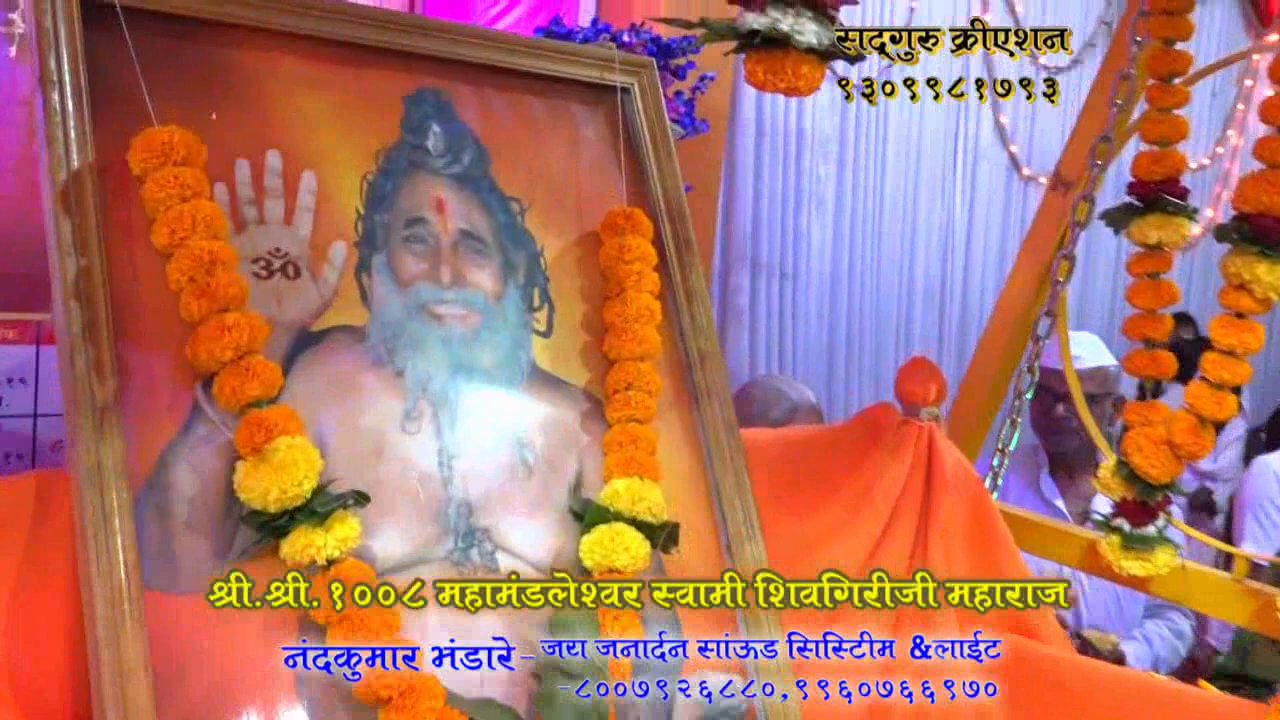 सद्गुरु क्रीएशन
९३०९९८१७९३
ॐ
श्री.श्री.१००८ महामंडलेश्वर स्वामी शिवगिरीजी महाराज
नंदकुमार भंडारे-जय जनार्दन सांऊड सिस्टिम &लाईट
-८००७९२६८८०,९९६०७६६९७०